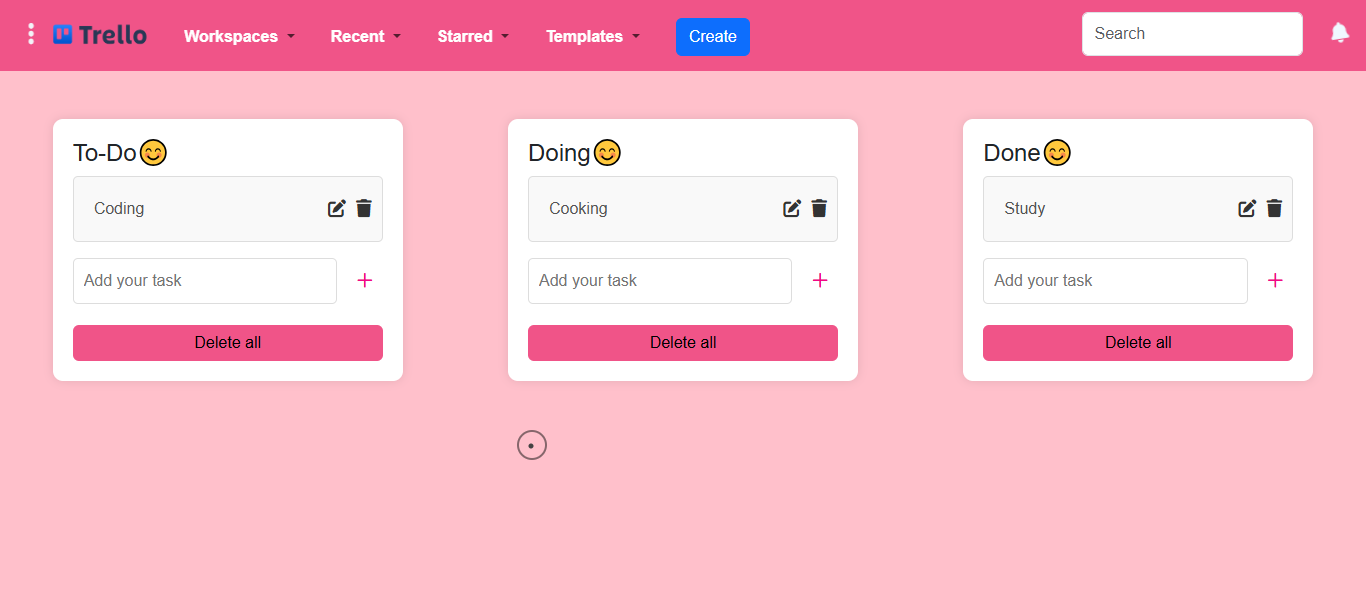 Trello Workspaces Recent Starred Templates Create Search
To-Do😊
Coding
Add your task +
Delete all
Doing😊
Cooking
Add your task +
Delete all
Done😊
Study
Add your task +
Delete all